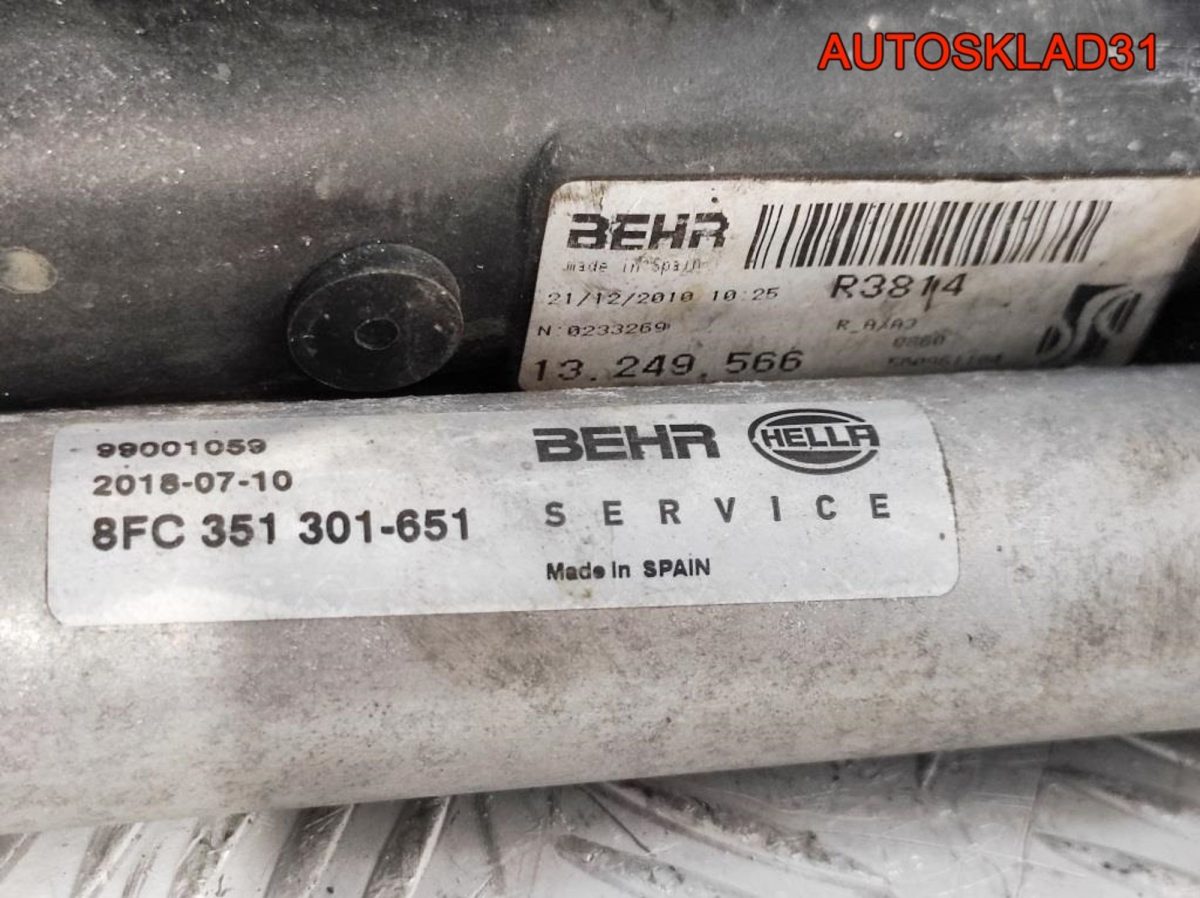 AUTOSKLAD31
BEHR
made in Spain
21/12/2010 10:25
R3814
N 0233269
0860
13.249.566
99001059
BEHR HELLA
2018-07-10
8FC 351 301-651
SERVICE
Made in SPAIN